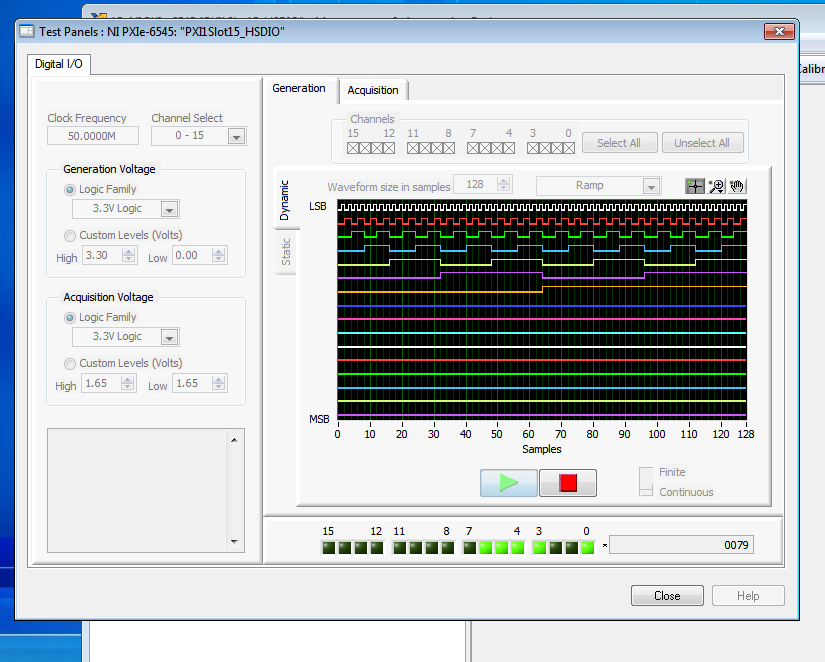 Test Panels : NI PXIe-6545: "PXI1Slot15_HSDIO"
Calibr
Digital I/O
Clock Frequency
50.0000M
Channel Select
0 - 15
Generation Voltage
Logic Family
3.3V Logic
Custom Levels (Volts)
High 3.30 Low 0.00
Acquisition Voltage
Logic Family
3.3V Logic
Custom Levels (Volts)
High 1.65 Low 1.65
Generation Acquisition
Channels
15 12 11 8 7 4 3 0
Select All Unselect All
Dynamic
Static
Waveform size in samples 128 Ramp
LSB
MSB
0 10 20 30 40 50 60 70 80 90 100 110 120 128
Samples
Finite
Continuous
15 12 11 8 7 4 3 0
× 0079
Close Help